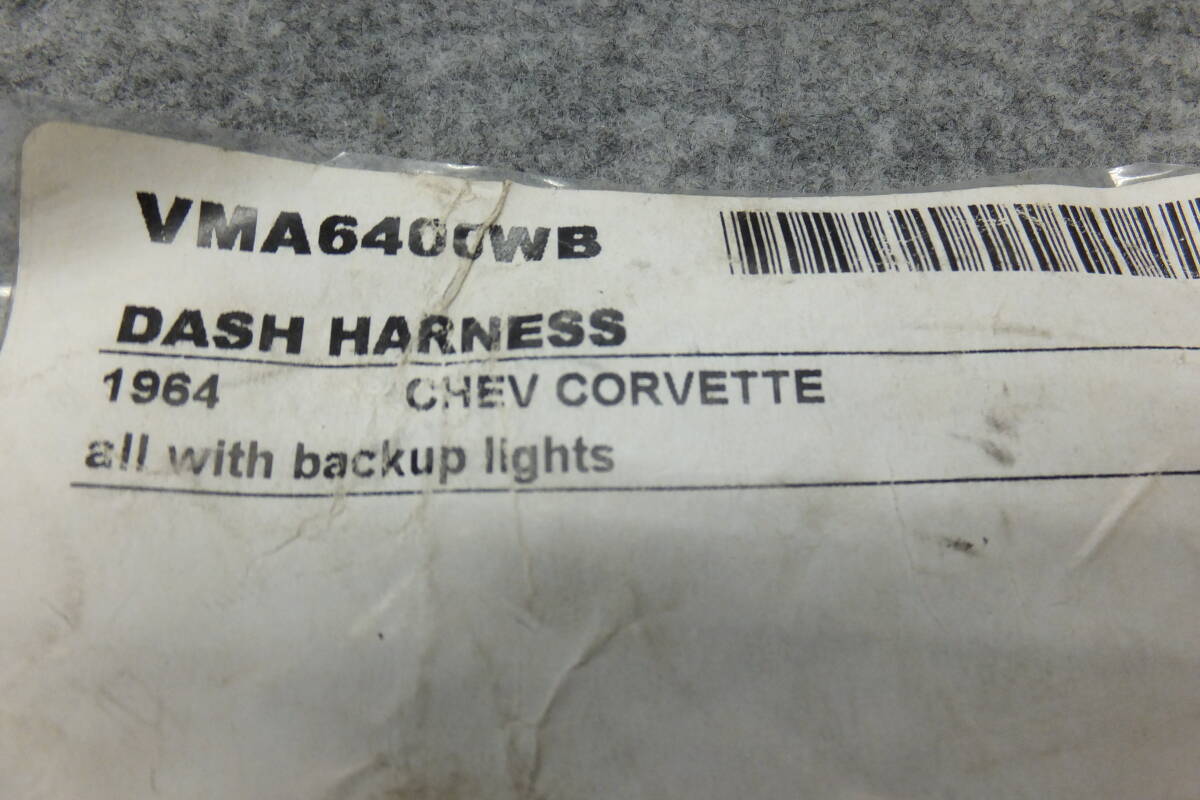 VMA6400WB
DASH HARNESS
1964 CHEV CORVETTE
all with backup lights